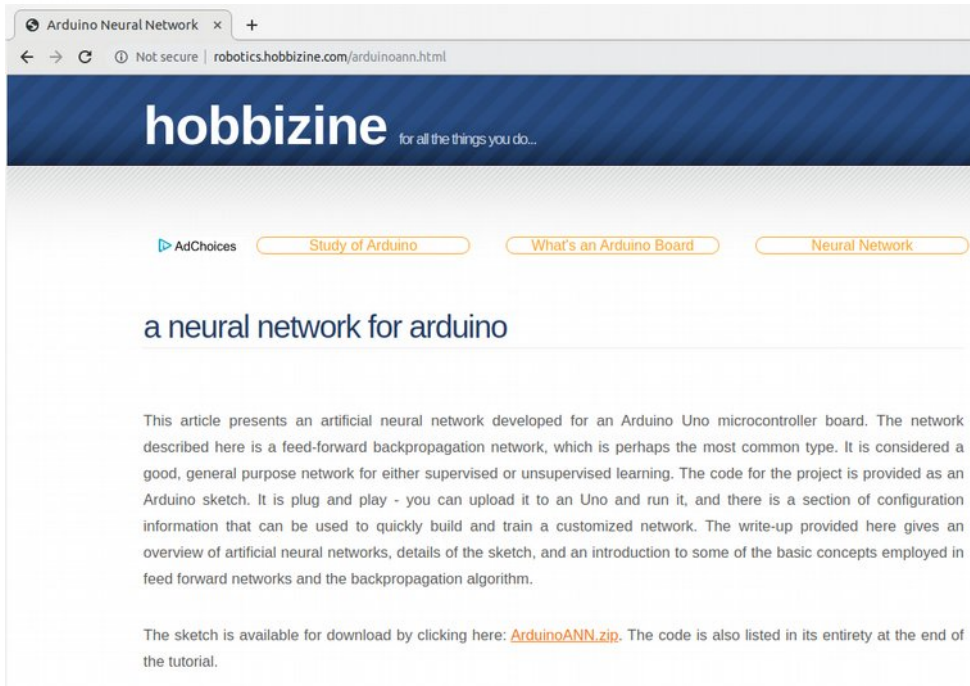 Arduino Neural Network × +
Not secure | robotics.hobbizine.com/arduinoann.html
hobbizine for all the things you do...
AdChoices Study of Arduino What's an Arduino Board Neural Network
a neural network for arduino
This article presents an artificial neural network developed for an Arduino Uno microcontroller board. The network
described here is a feed-forward backpropagation network, which is perhaps the most common type. It is considered a
good, general purpose network for either supervised or unsupervised learning. The code for the project is provided as an
Arduino sketch. It is plug and play - you can upload it to an Uno and run it, and there is a section of configuration
information that can be used to quickly build and train a customized network. The write-up provided here gives an
overview of artificial neural networks, details of the sketch, and an introduction to some of the basic concepts employed in
feed forward networks and the backpropagation algorithm.
The sketch is available for download by clicking here: ArduinoANN.zip. The code is also listed in its entirety at the end of
the tutorial.